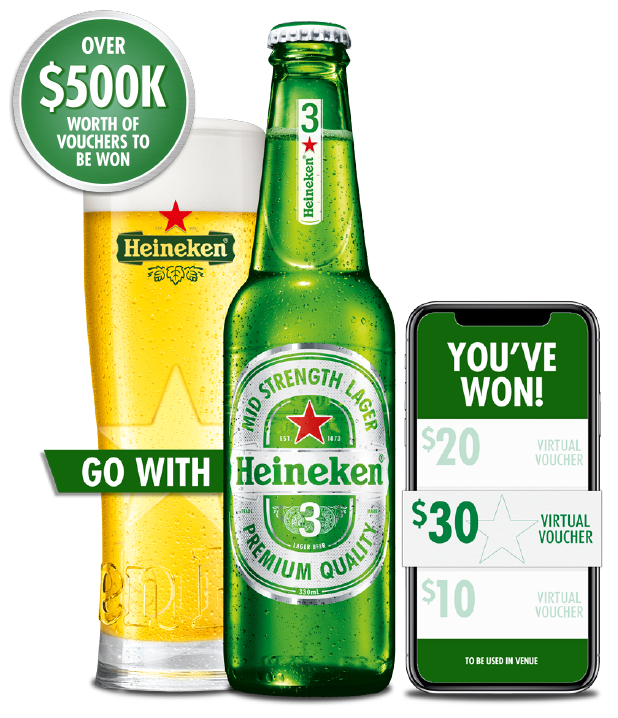 OVER
$500K
WORTH OF
VOUCHERS TO
BE WON
Heineken®
3
Heineken®
MID STRENGTH LAGER
EST. 1873
GO WITH
Heineken®
TRADE MARK
3
LAGER BEER
PREMIUM QUALITY
330mL
YOU'VE
WON!
$20 VIRTUAL
VOUCHER
$30 VIRTUAL
VOUCHER
$10 VIRTUAL
VOUCHER
TO BE USED IN VENUE